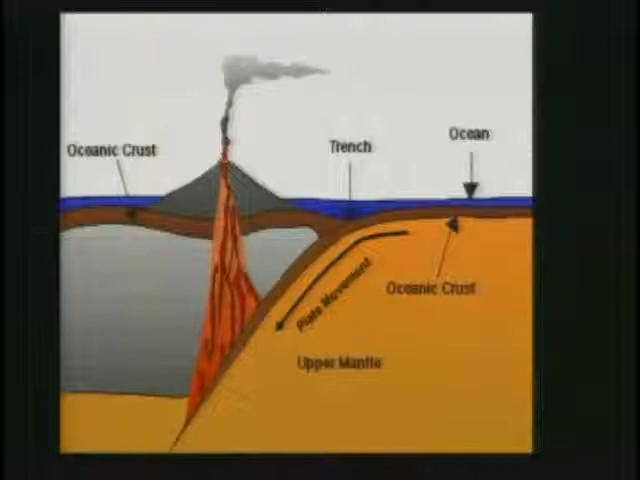 Ocean
Oceanic Crust
Trench
Oceanic Crust
Plate Movement
Upper Mantle